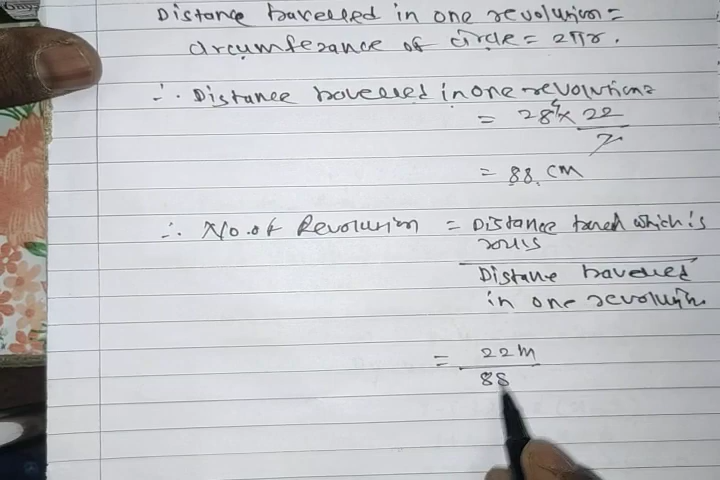 Distance travelled in one revolution =
circumference of circle = 2πr.
∴ Distance travelled in one revolution =
= 28 4 × 22 / 7
= 88 cm
∴ No. of Revolution = Distance which is
Distance travelled
in one revolution
= 22m
88